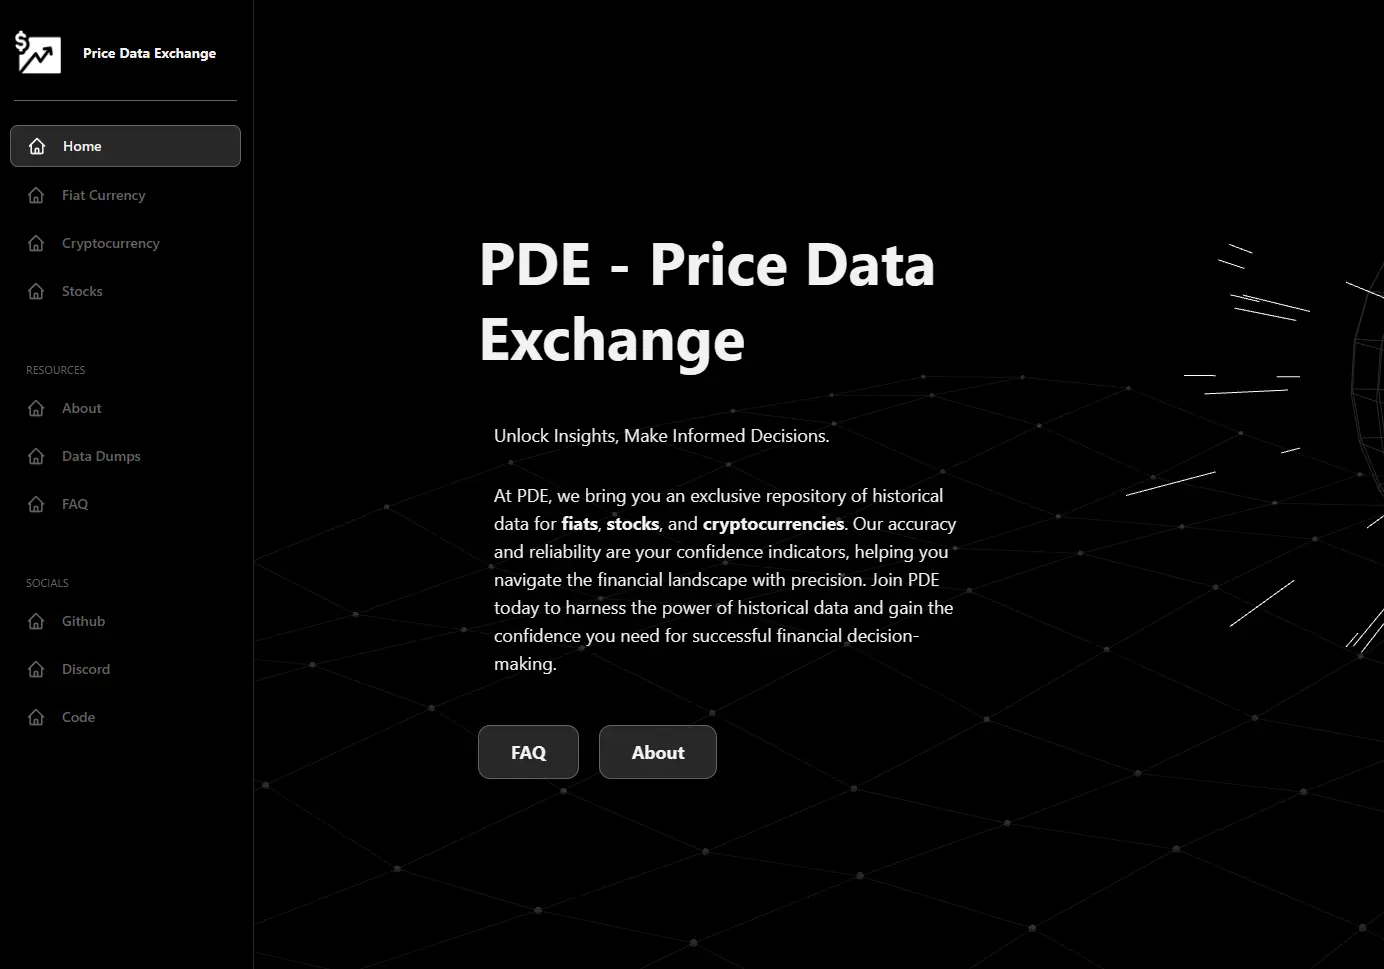 $
Price Data Exchange
Home
Fiat Currency
Cryptocurrency
Stocks
RESOURCES
About
Data Dumps
FAQ
SOCIALS
Github
Discord
Code
PDE - Price Data
Exchange
Unlock Insights, Make Informed Decisions.
At PDE, we bring you an exclusive repository of historical
data for fiats, stocks, and cryptocurrencies. Our accuracy
and reliability are your confidence indicators, helping you
navigate the financial landscape with precision. Join PDE
today to harness the power of historical data and gain the
confidence you need for successful financial decision-
making.
FAQ
About